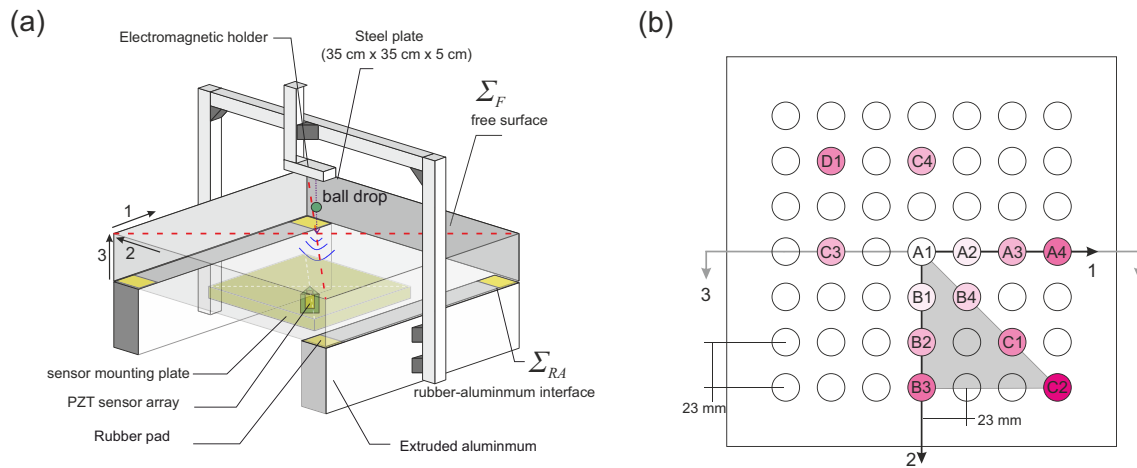 (a)
Electromagnetic holder
Steel plate
(35 cm x 35 cm x 5 cm)
Σ_F
free surface
ball drop
1
2
3
sensor mounting plate
PZT sensor array
Rubber pad
Extruded aluminmum
Σ_RA
rubber-aluminmum interface
(b)
D1
C4
C3
A1
A2
A3
A4
1
3
B1
B4
B2
C1
B3
C2
23 mm
23 mm
2